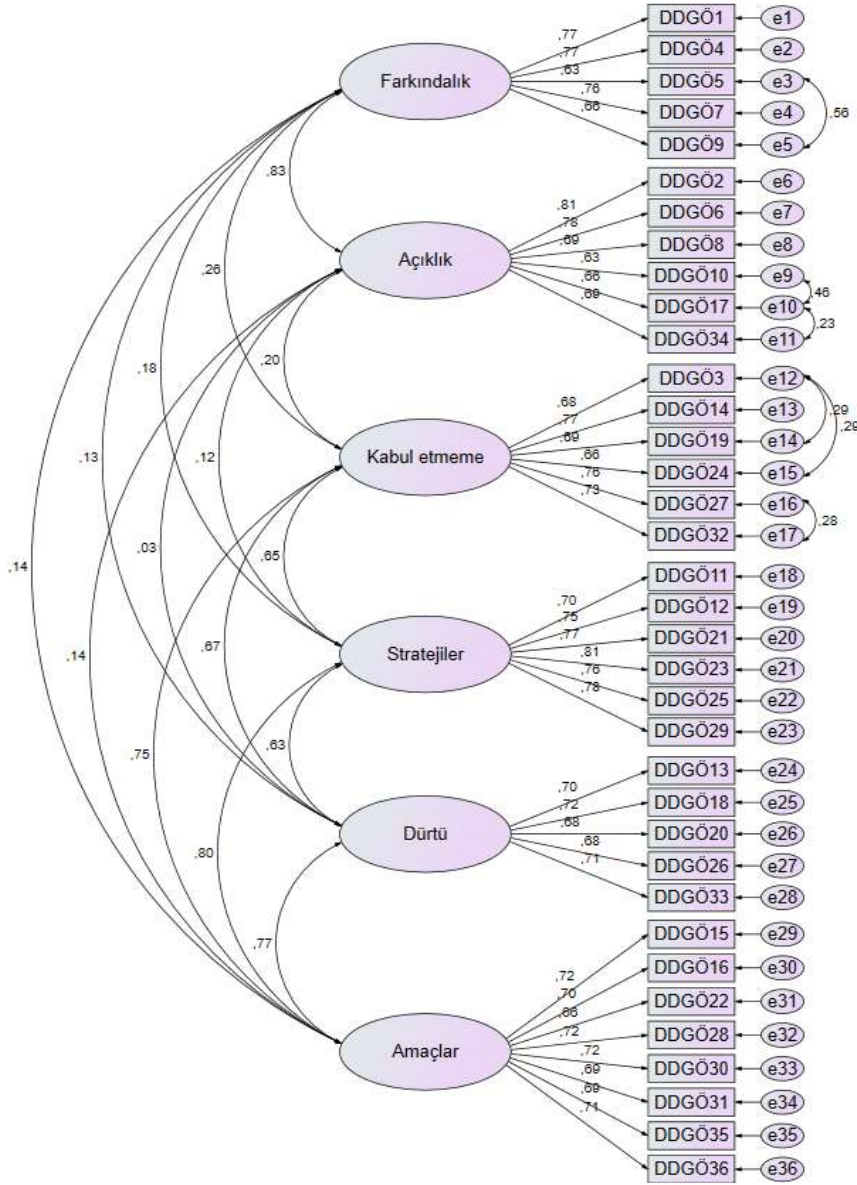 DDGÖ1 e1
,77
DDGÖ4 e2
,77
Farkındalık
,63
DDGÖ5 e3
,76
DDGÖ7 e4
,56
,66
DDGÖ9 e5
,83
DDGÖ2 e6
,81
DDGÖ6 e7
,78
DDGÖ8 e8
,69
Açıklık
,63
DDGÖ10 e9
,26
,66
,46
DDGÖ17 e10
,69
,23
DDGÖ34 e11
,20
,18
DDGÖ3 e12
,68
DDGÖ14 e13
,77
,29
,29
DDGÖ19 e14
,69
Kabul etmeme
,13
,12
,66
DDGÖ24 e15
,76
DDGÖ27 e16
,73
,28
DDGÖ32 e17
,03
,65
,14
DDGÖ11 e18
,70
DDGÖ12 e19
,75
DDGÖ21 e20
,77
Stratejiler
,14
,67
,81
DDGÖ23 e21
,76
DDGÖ25 e22
,78
DDGÖ29 e23
,75
,63
DDGÖ13 e24
,70
DDGÖ18 e25
,72
DDGÖ20 e26
,68
Dürtü
,80
,68
DDGÖ26 e27
,71
DDGÖ33 e28
DDGÖ15 e29
,77
DDGÖ16 e30
,72
,70
DDGÖ22 e31
,66
DDGÖ28 e32
,72
Amaçlar
,72
DDGÖ30 e33
,69
DDGÖ31 e34
,69
DDGÖ35 e35
,71
DDGÖ36 e36